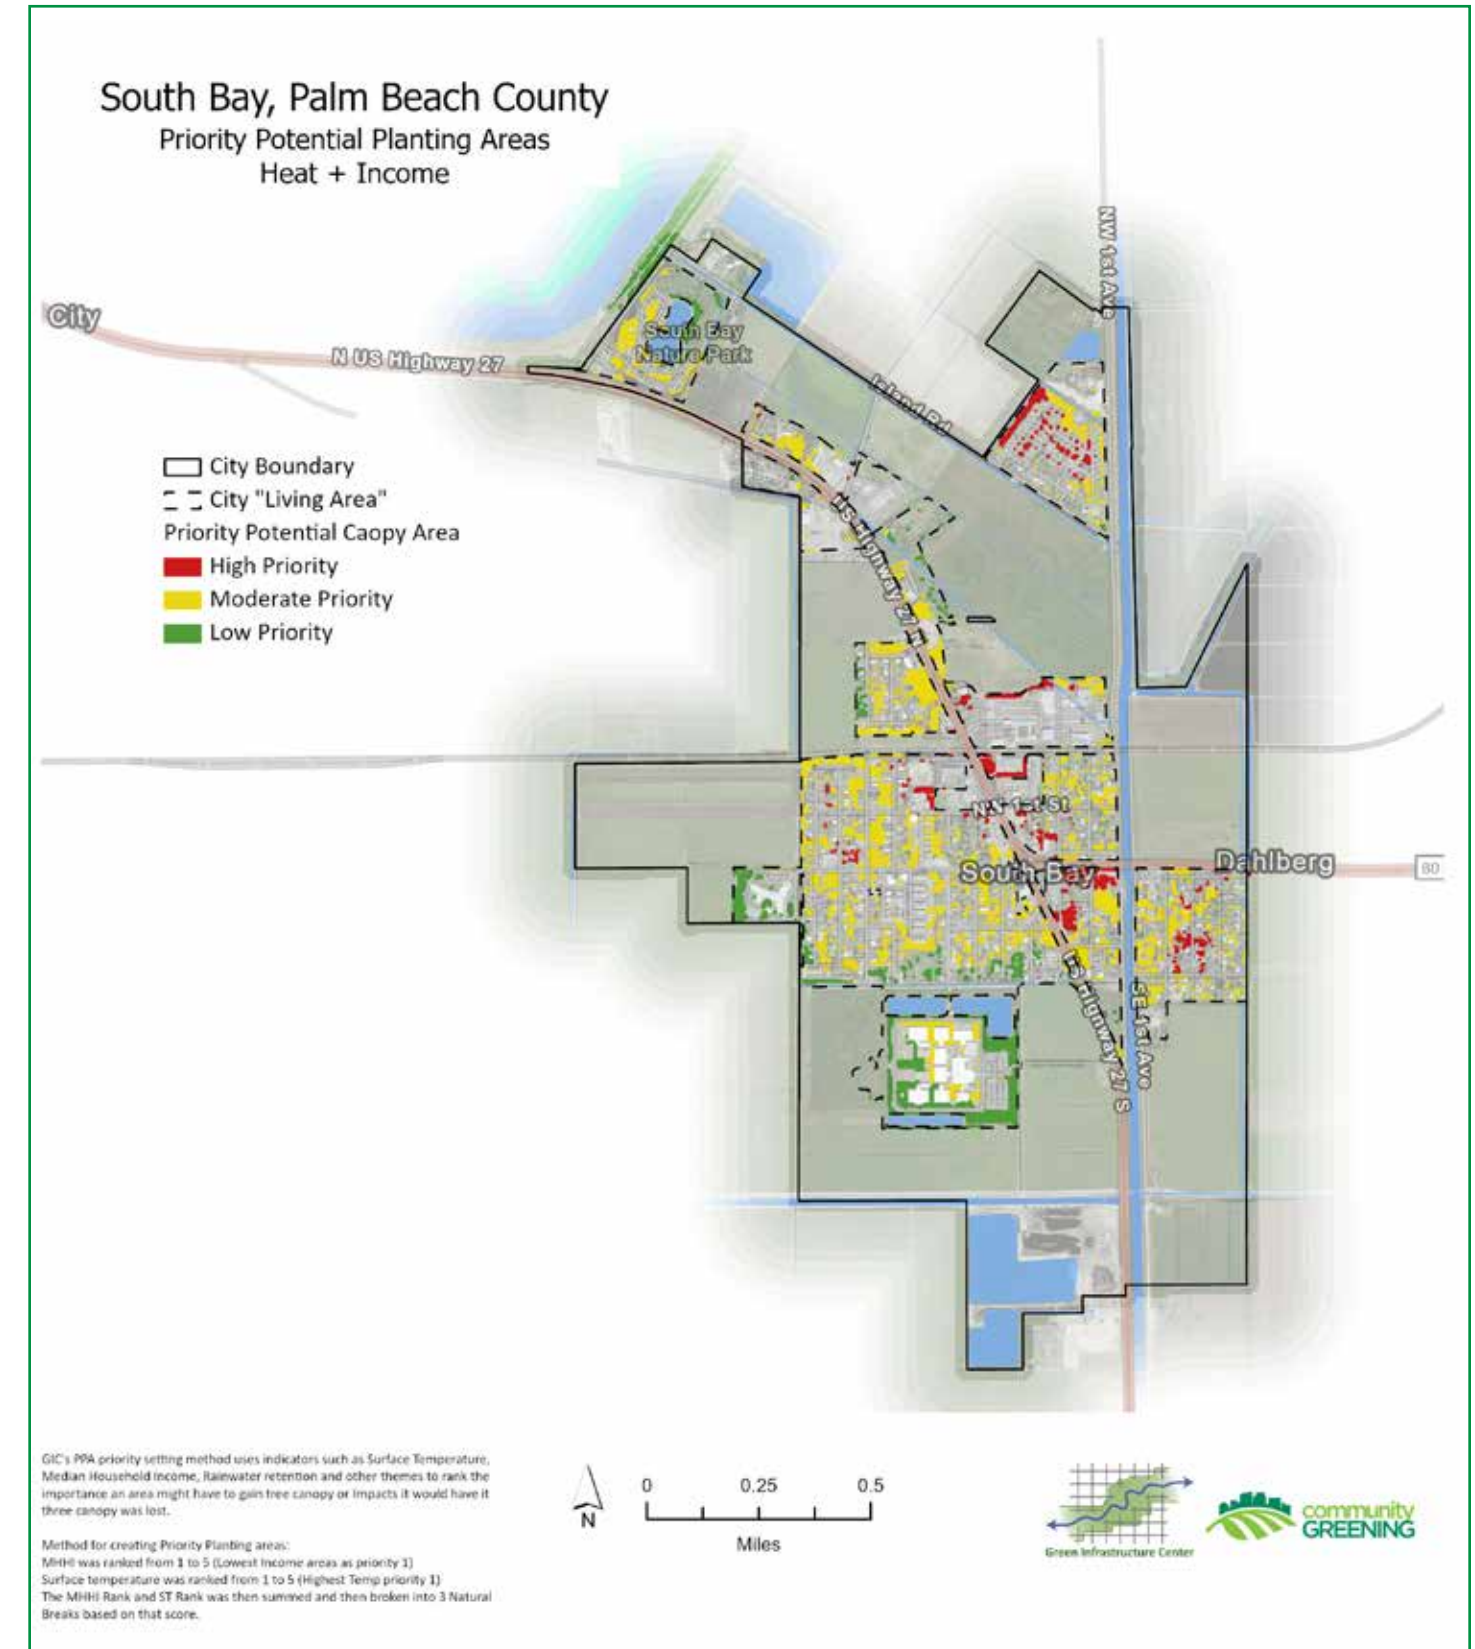 South Bay, Palm Beach County
Priority Potential Planting Areas
Heat + Income
NW 1st Ave
City
N US Highway 27
South Bay
Nature Park
Island Rd
City Boundary
City "Living Area"
Priority Potential Caopy Area
High Priority
Moderate Priority
Low Priority
US Highway 27 N
NW 1st St
South Bay
Dahlberg
80
US Highway 27 S
SE 1st Ave
GIC's PPA priority setting method uses indicators such as Surface Temperature,
Median Household Income, Rainwater retention and other themes to rank the
importance an area might have to gain tree canopy or impacts it would have it
three canopy was lost.
Method for creating Priority Planting areas:
MHHI was ranked from 1 to 5 (Lowest Income areas as priority 1)
Surface temperature was ranked from 1 to 5 (Highest Temp priority 1)
The MHHI Rank and ST Rank was then summed and then broken into 3 Natural
Breaks based on that score.
N
0 0.25 0.5
Miles
Green Infrastructure Center
community
GREENING